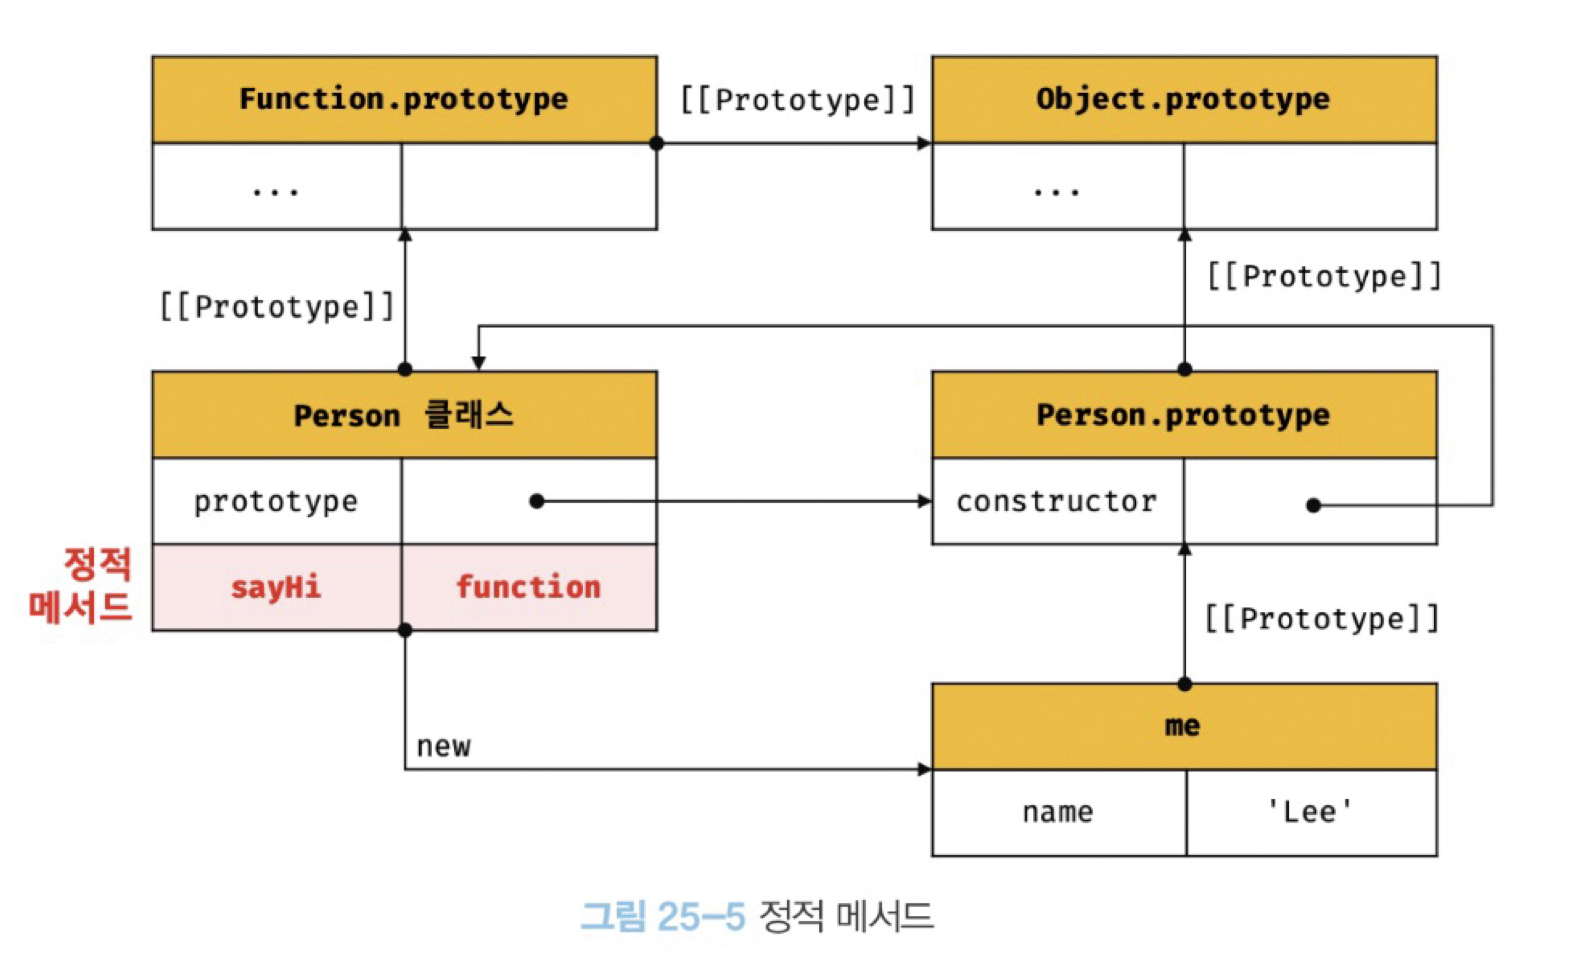 Function.prototype
[[Prototype]]
Object.prototype
...
...
[[Prototype]]
[[Prototype]]
Person 클래스
Person.prototype
prototype
constructor
정적
메서드
sayHi
function
[[Prototype]]
new
me
name
'Lee'
그림 25–5 정적 메서드